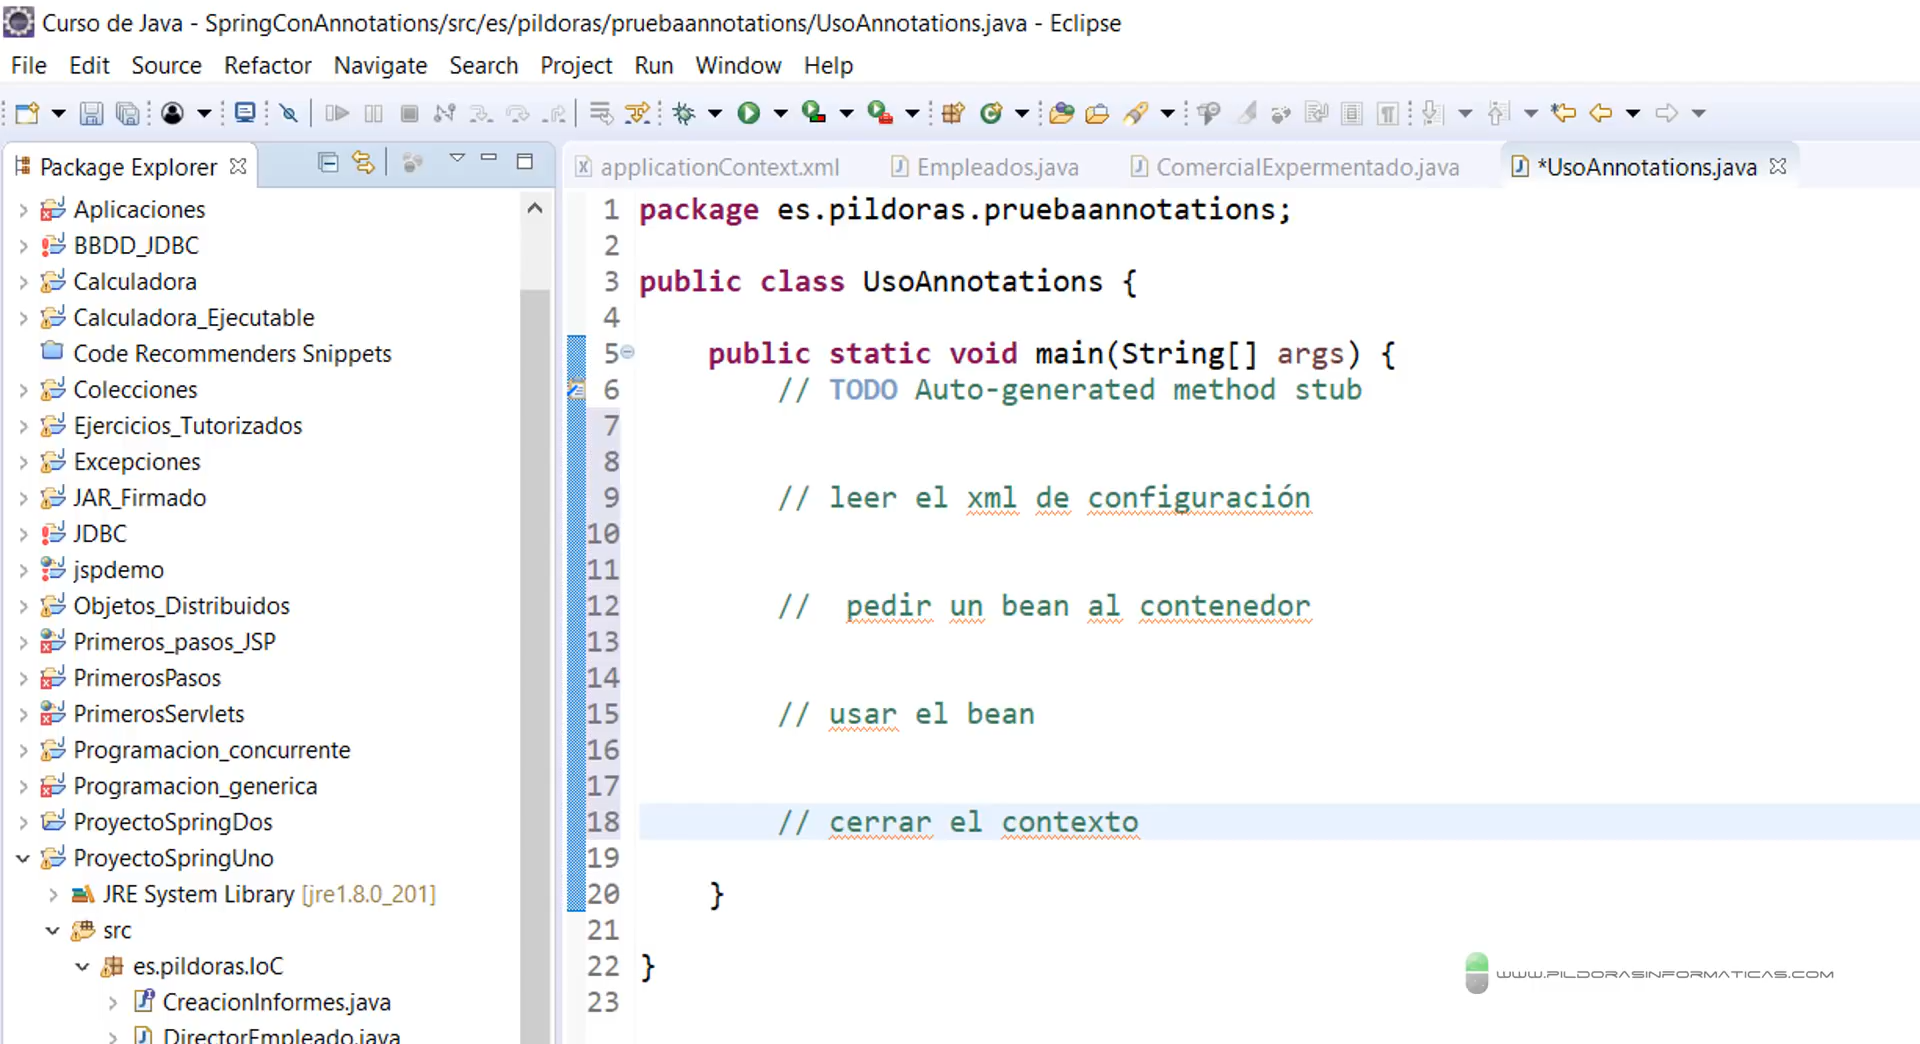 Curso de Java - SpringConAnnotations/src/es/pildoras/pruebaannotations/UsoAnnotations.java - Eclipse
File Edit Source Refactor Navigate Search Project Run Window Help
Package Explorer
Aplicaciones
BBDD_JDBC
Calculadora
Calculadora_Ejecutable
Code Recommenders Snippets
Colecciones
Ejercicios_Tutorizados
Excepciones
JAR_Firmado
JDBC
jspdemo
Objetos_Distribuidos
Primeros_pasos_JSP
PrimerosPasos
PrimerosServlets
Programacion_concurrente
Programacion_generica
ProyectoSpringDos
ProyectoSpringUno
JRE System Library [jre1.8.0_201]
src
es.pildoras.IoC
CreacionInformes.java
DirectorEmpleado.java
applicationContext.xml Empleados.java ComercialExpermentado.java *UsoAnnotations.java
1 package es.pildoras.pruebaannotations;
2
3 public class UsoAnnotations {
4
5 public static void main(String[] args) {
6 // TODO Auto-generated method stub
7
8
9 // leer el xml de configuración
10
11
12 // pedir un bean al contenedor
13
14
15 // usar el bean
16
17
18 // cerrar el contexto
19
20 }
21
22 }
23
WWW.PILDORASINFORMATICAS.COM